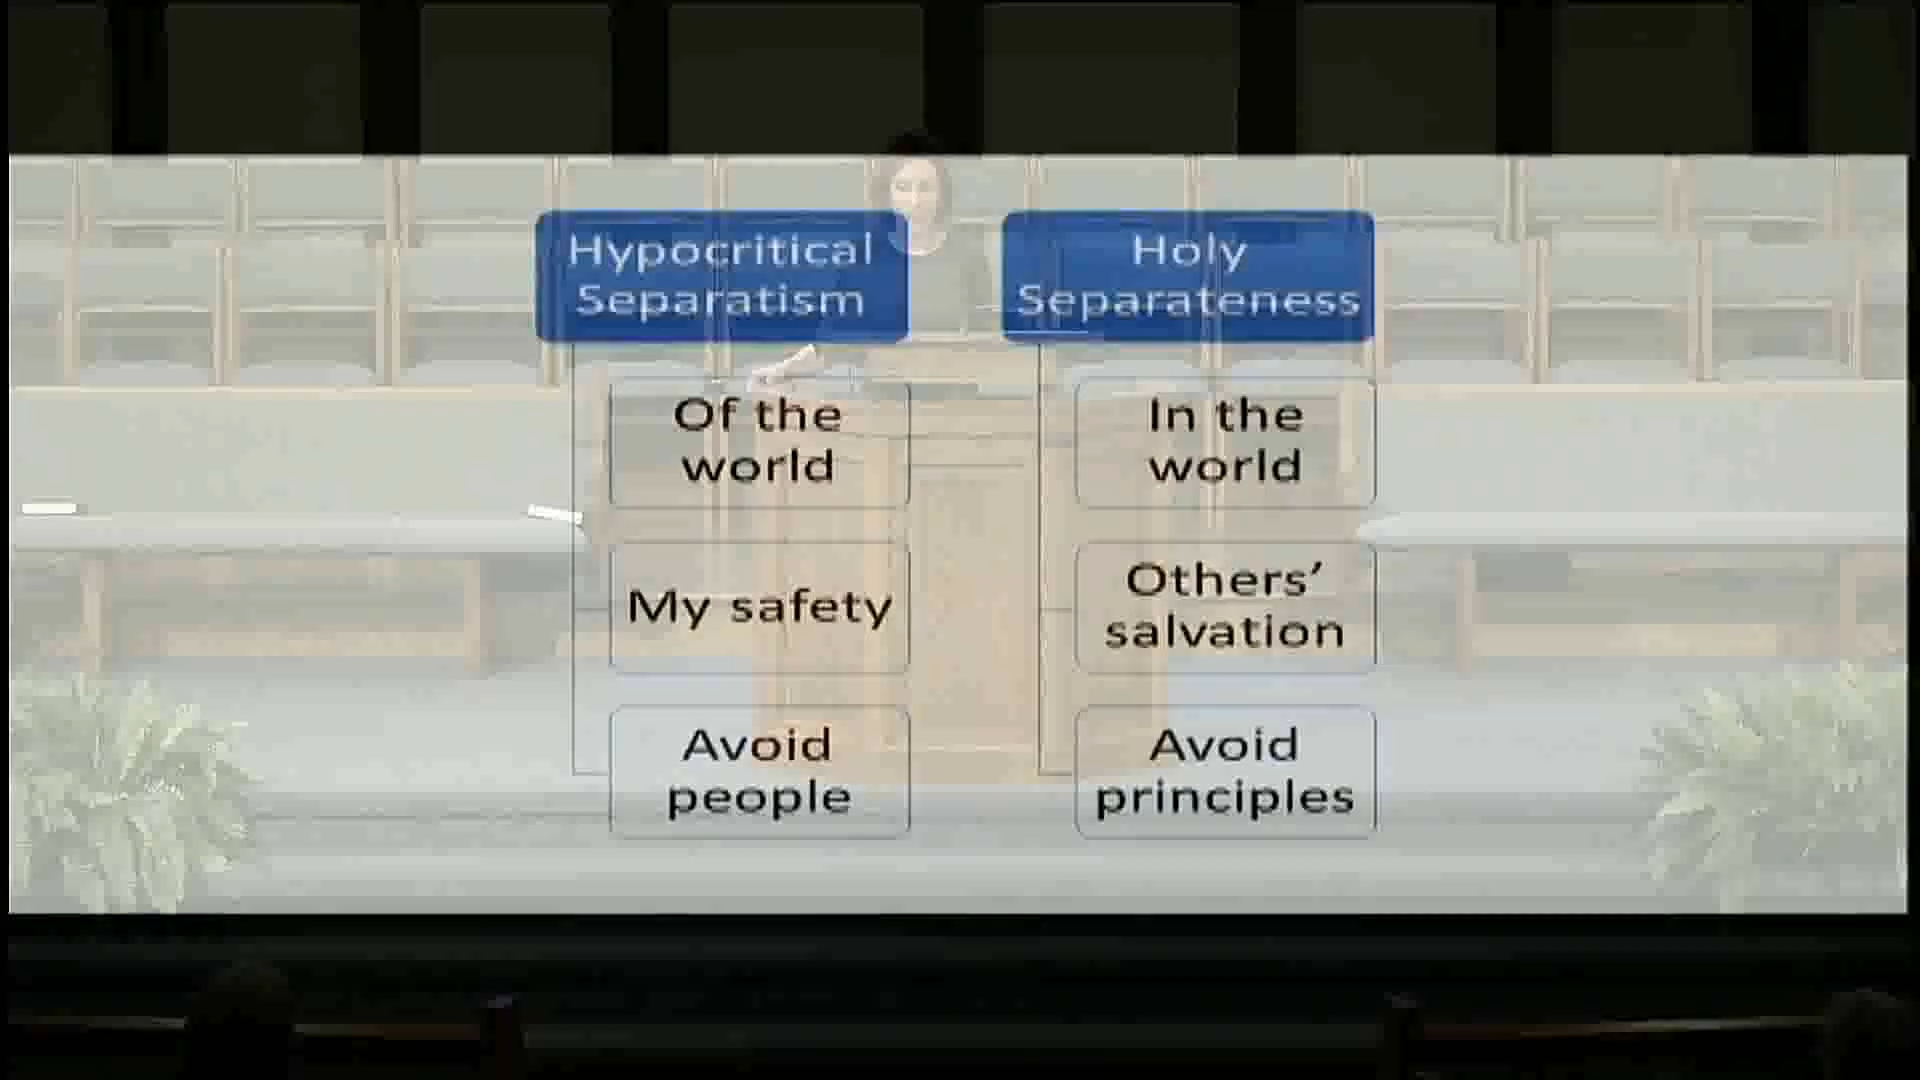 Hypocritical
Separatism
Of the
world
My safety
Avoid
people
Holy
Separateness
In the
world
Others’
salvation
Avoid
principles